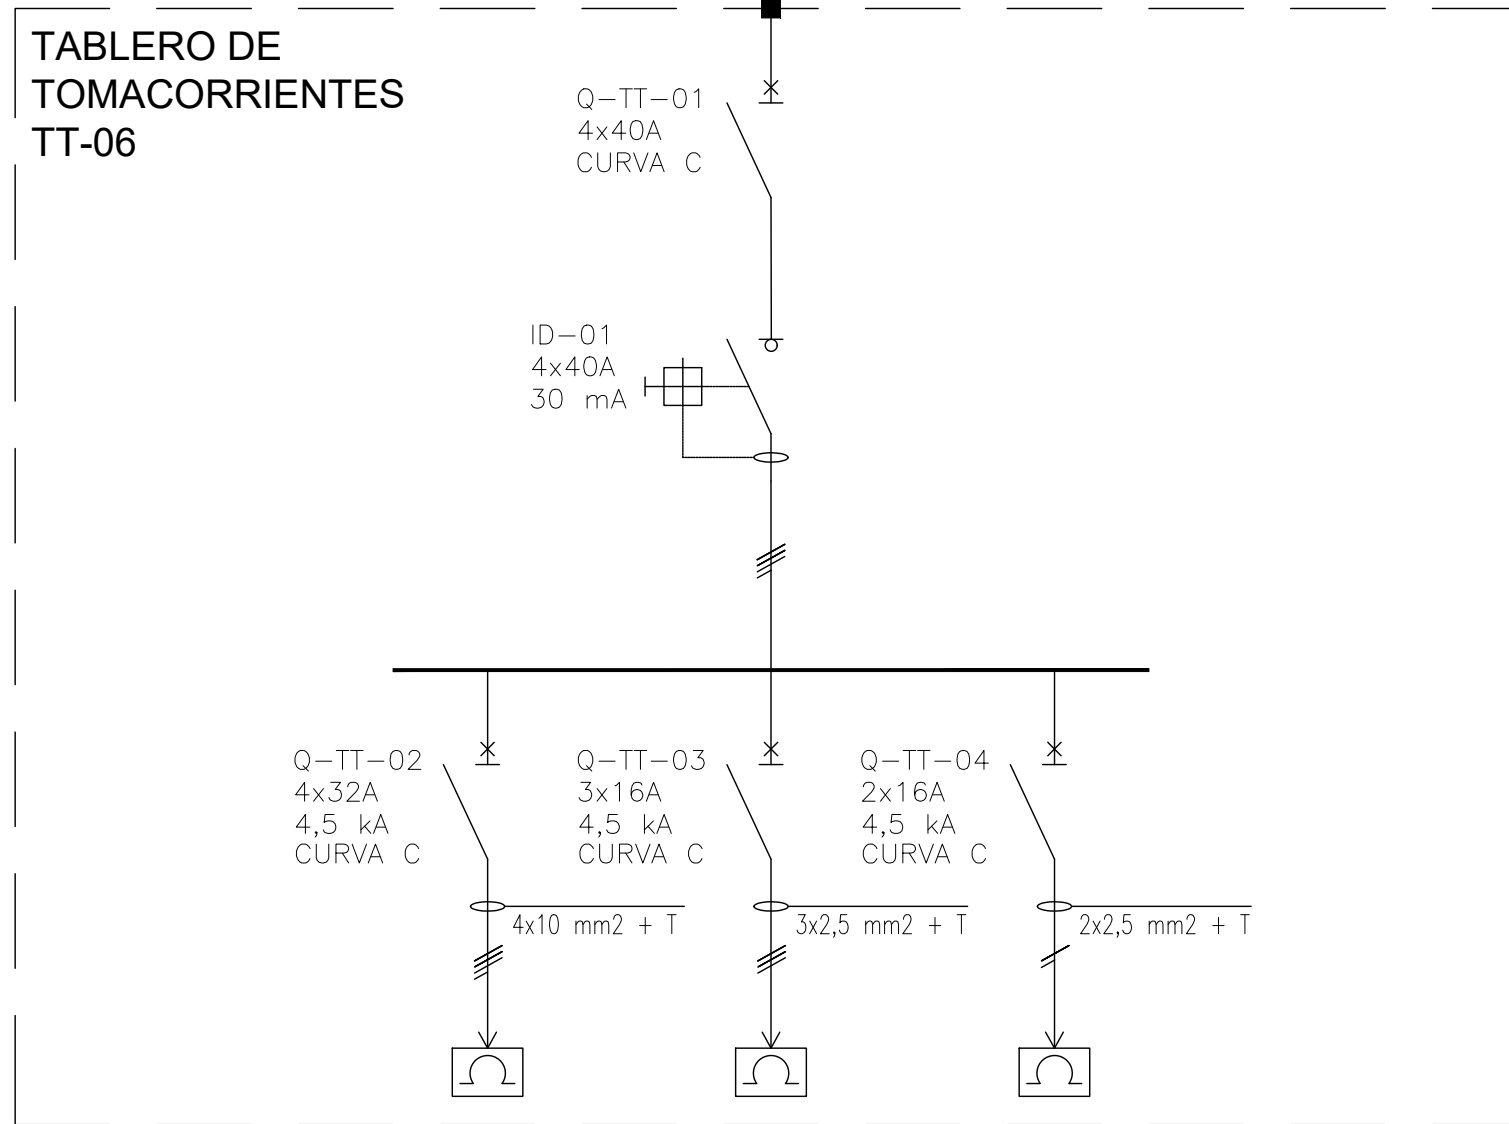 TABLERO DE
TOMACORRIENTES
TT-06
Q-TT-01
4x40A
CURVA C
ID-01
4x40A
30 mA
Q-TT-02
4x32A
4,5 kA
CURVA C
4x10 mm2 + T
Q-TT-03
3x16A
4,5 kA
CURVA C
3x2,5 mm2 + T
Q-TT-04
2x16A
4,5 kA
CURVA C
2x2,5 mm2 + T